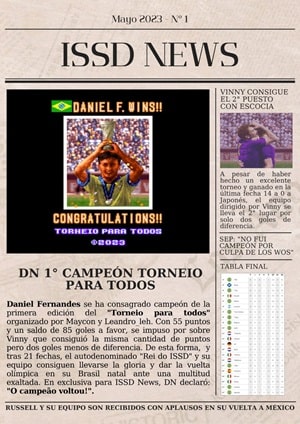 Mayo 2023 - Nº 1
ISSD NEWS
DANIEL F. WINS!!
CONGRATULATIONS!!
TORNEIO PARA TODOS
©2023
DN 1° CAMPEÓN TORNEIO
PARA TODOS
Daniel Fernandes se ha consagrado campeón de la
primera edición del "Torneio para todos"
organizado por Maycon y Leandro_leh. Con 55 puntos
y un saldo de 85 goles a favor, se impuso por sobre
Vinny que consiguió la misma cantidad de puntos
pero dos goles menos de diferencia. De esta forma, y
tras 21 fechas, el autodenominado "Rei do ISSD" y su
equipo consiguen llevarse la gloria y dar la vuelta
olímpica en su Brasil natal ante una multitud
exaltada. En exclusiva para ISSD News, DN declaró:
"O campeão voltou!".
VINNY CONSIGUE
EL 2° PUESTO
CON ESCOCIA
A pesar de haber
hecho un excelente
torneo y ganado en la
ultima fecha 14 a 0 a
Japonés, el equipo
dirigido por Vinny se
lleva el 2° lugar por
solo dos goles de
diferencia.
SEP: "NO FUI
CAMPEÓN POR
CULPA DE LOS WOS"
TABLA FINAL
RUSSELL Y SU EQUIPO SON RECIBIDOS CON APLAUSOS EN SU VUELTA A MÉXICO